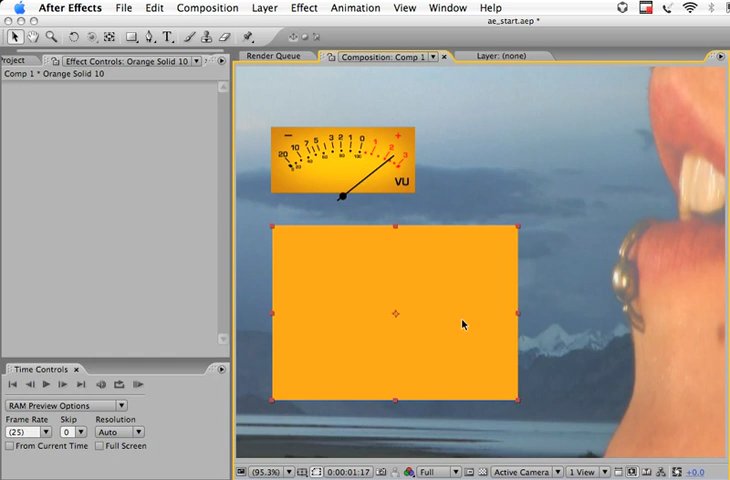 After Effects File Edit Composition Layer Effect Animation View Window Help
ae_start.aep *
Project Effect Controls: Orange Solid 10 Render Queue Composition: Comp 1 Layer: (none)
Comp 1 * Orange Solid 10
− +
20 10 7 5 3 2 1 0 1 2 3
VU
Time Controls
RAM Preview Options
Frame Rate Skip Resolution
(25) 0 Auto
From Current Time Full Screen
(95.3%) 0:00:01:17 Full Active Camera 1 View +0.0